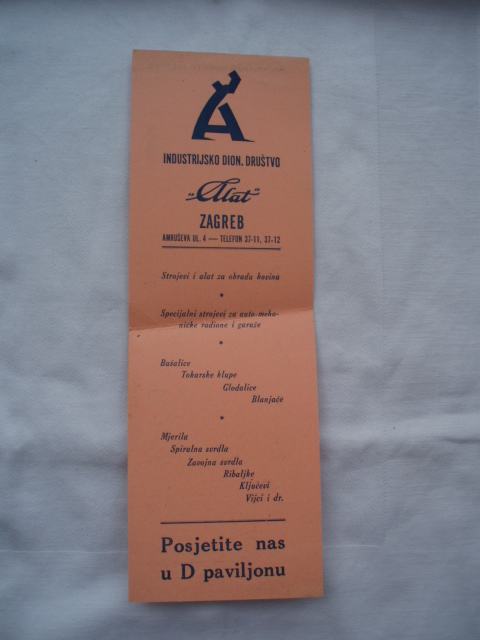 INDUSTRIJSKO DION. DRUŠTVO
„Alat"
ZAGREB
AMRUŠEVA UL. 4 — TELEFON 37-11, 37-12
Strojevi i alat za obradu kovina
Specijalni strojevi za auto-meha-
ničke radione i garaže
Bušalice
Tokarske klupe
Glodalice
Blanjače
Mjerila
Spiralna svrdla
Zavojna svrdla
Ribaljke
Ključevi
Vijci i dr.
Posjetite nas
u D paviljonu